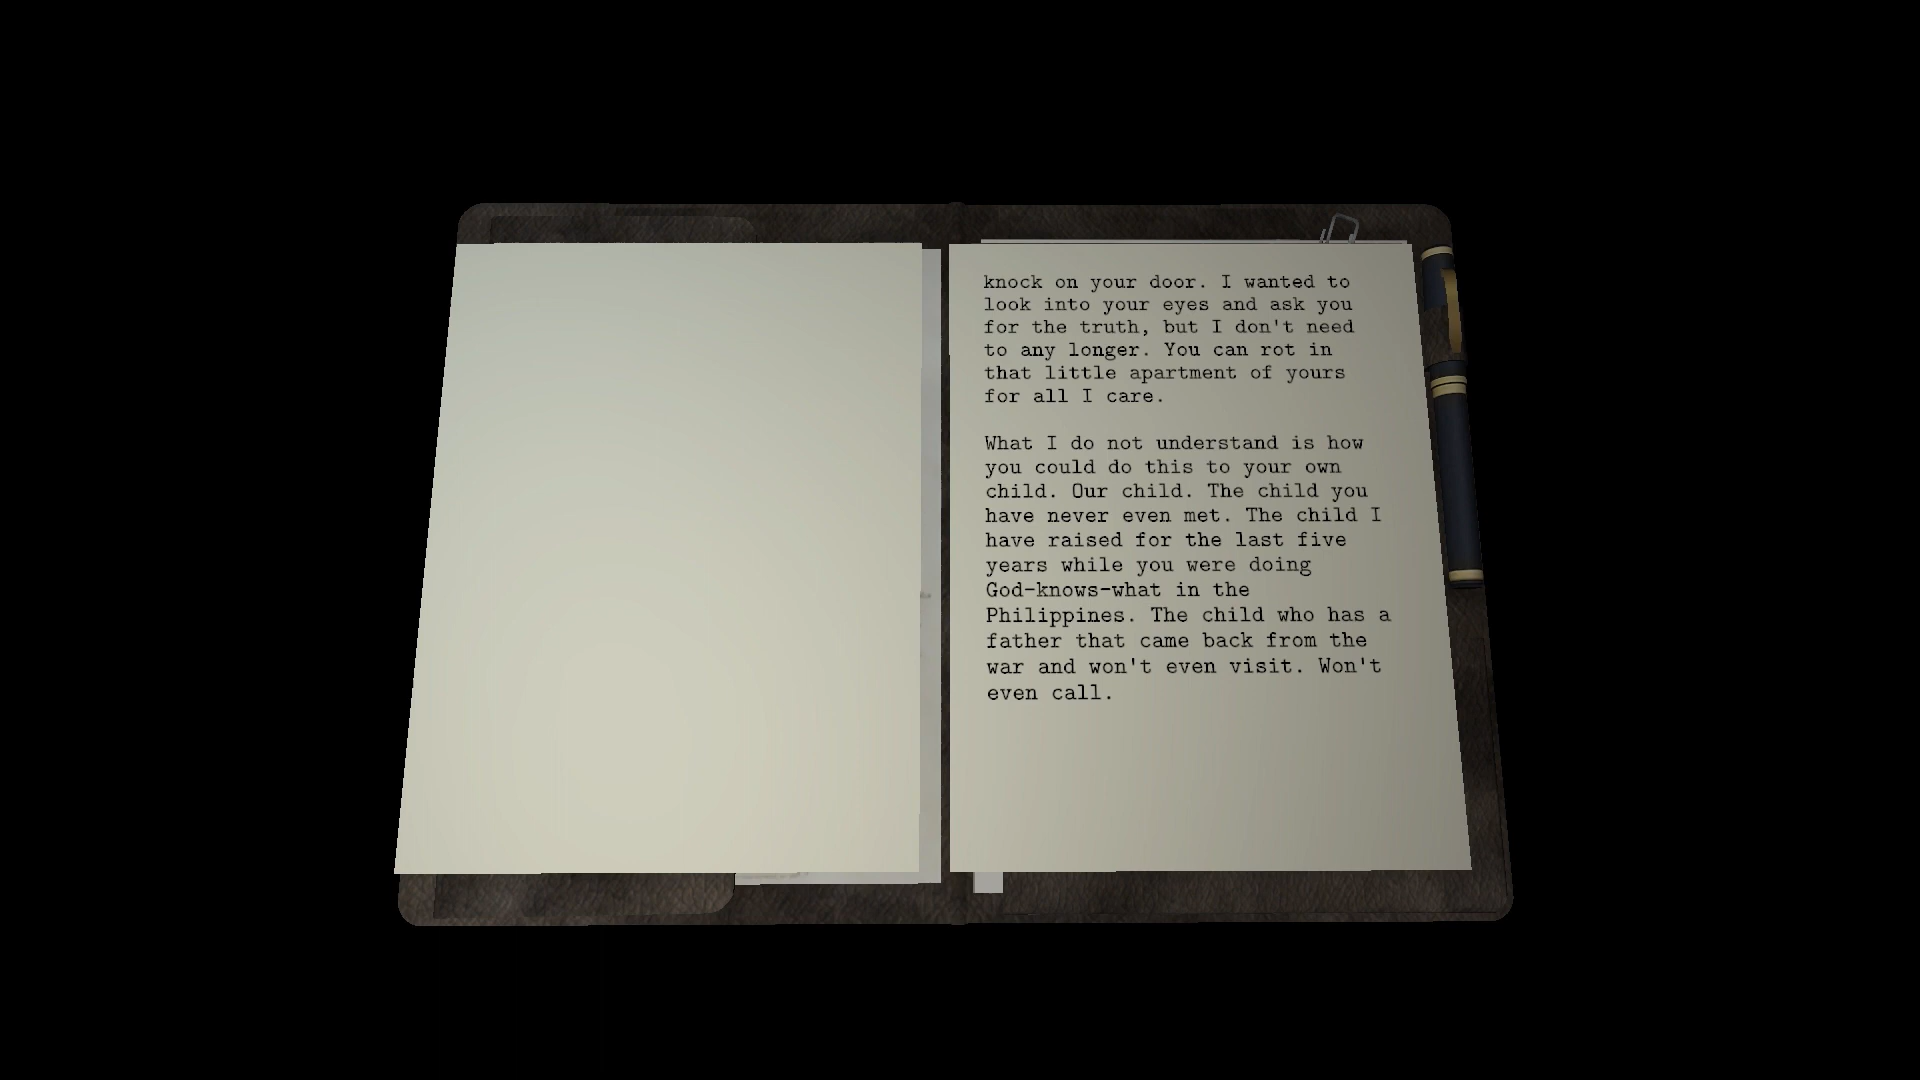 knock on your door. I wanted to
look into your eyes and ask you
for the truth, but I don't need
to any longer. You can rot in
that little apartment of yours
for all I care.
What I do not understand is how
you could do this to your own
child. Our child. The child you
have never even met. The child I
have raised for the last five
years while you were doing
God-knows-what in the
Philippines. The child who has a
father that came back from the
war and won't even visit. Won't
even call.